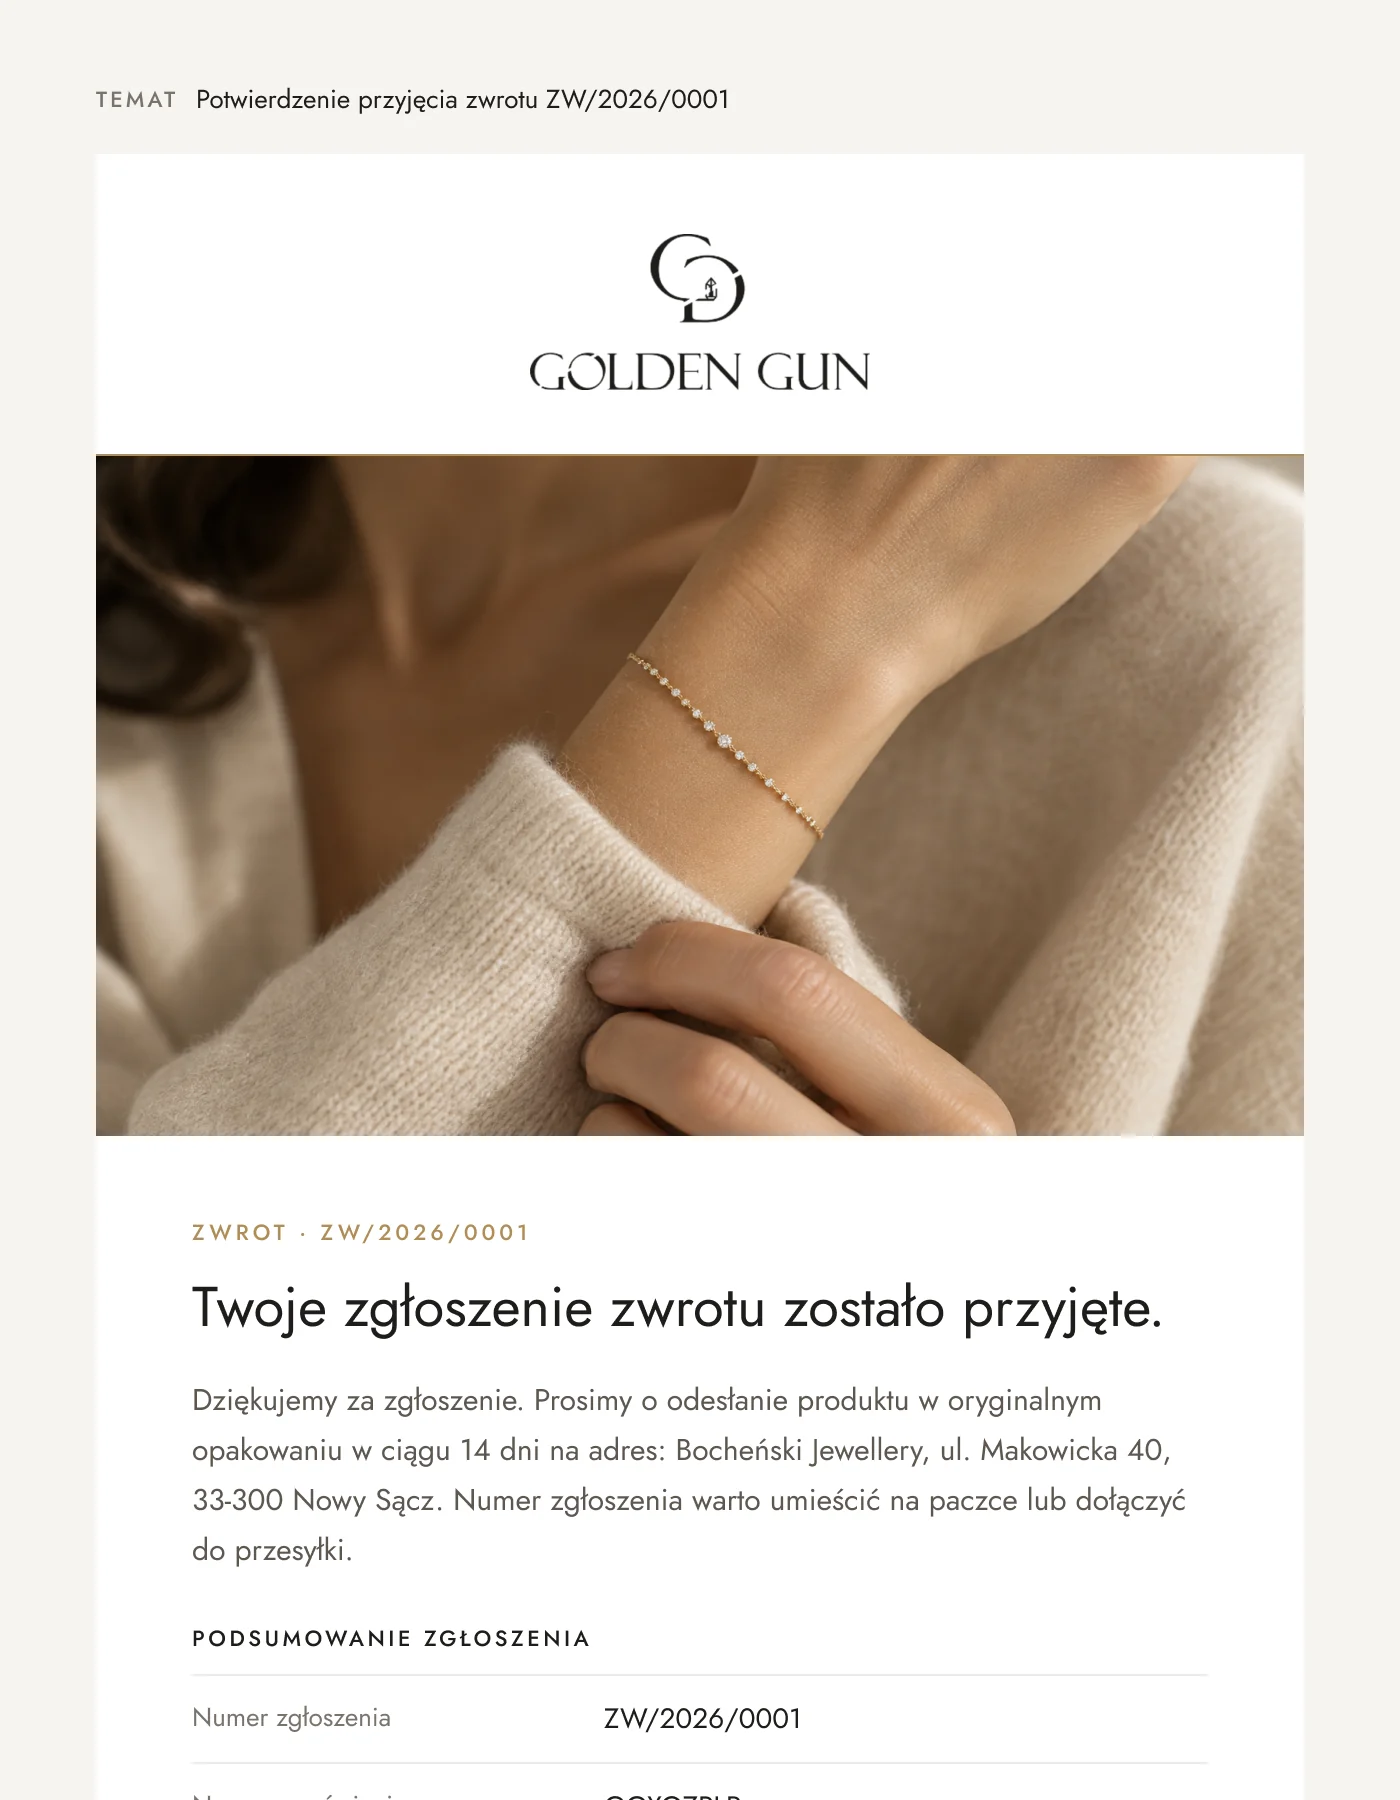 TEMAT Potwierdzenie przyjęcia zwrotu ZW/2026/0001
GOLDEN GUN
ZWROT · ZW/2026/0001
Twoje zgłoszenie zwrotu zostało przyjęte.
Dziękujemy za zgłoszenie. Prosimy o odesłanie produktu w oryginalnym
opakowaniu w ciągu 14 dni na adres: Bocheński Jewellery, ul. Makowicka 40,
33-300 Nowy Sącz. Numer zgłoszenia warto umieścić na paczce lub dołączyć
do przesyłki.
PODSUMOWANIE ZGŁOSZENIA
Numer zgłoszenia ZW/2026/0001